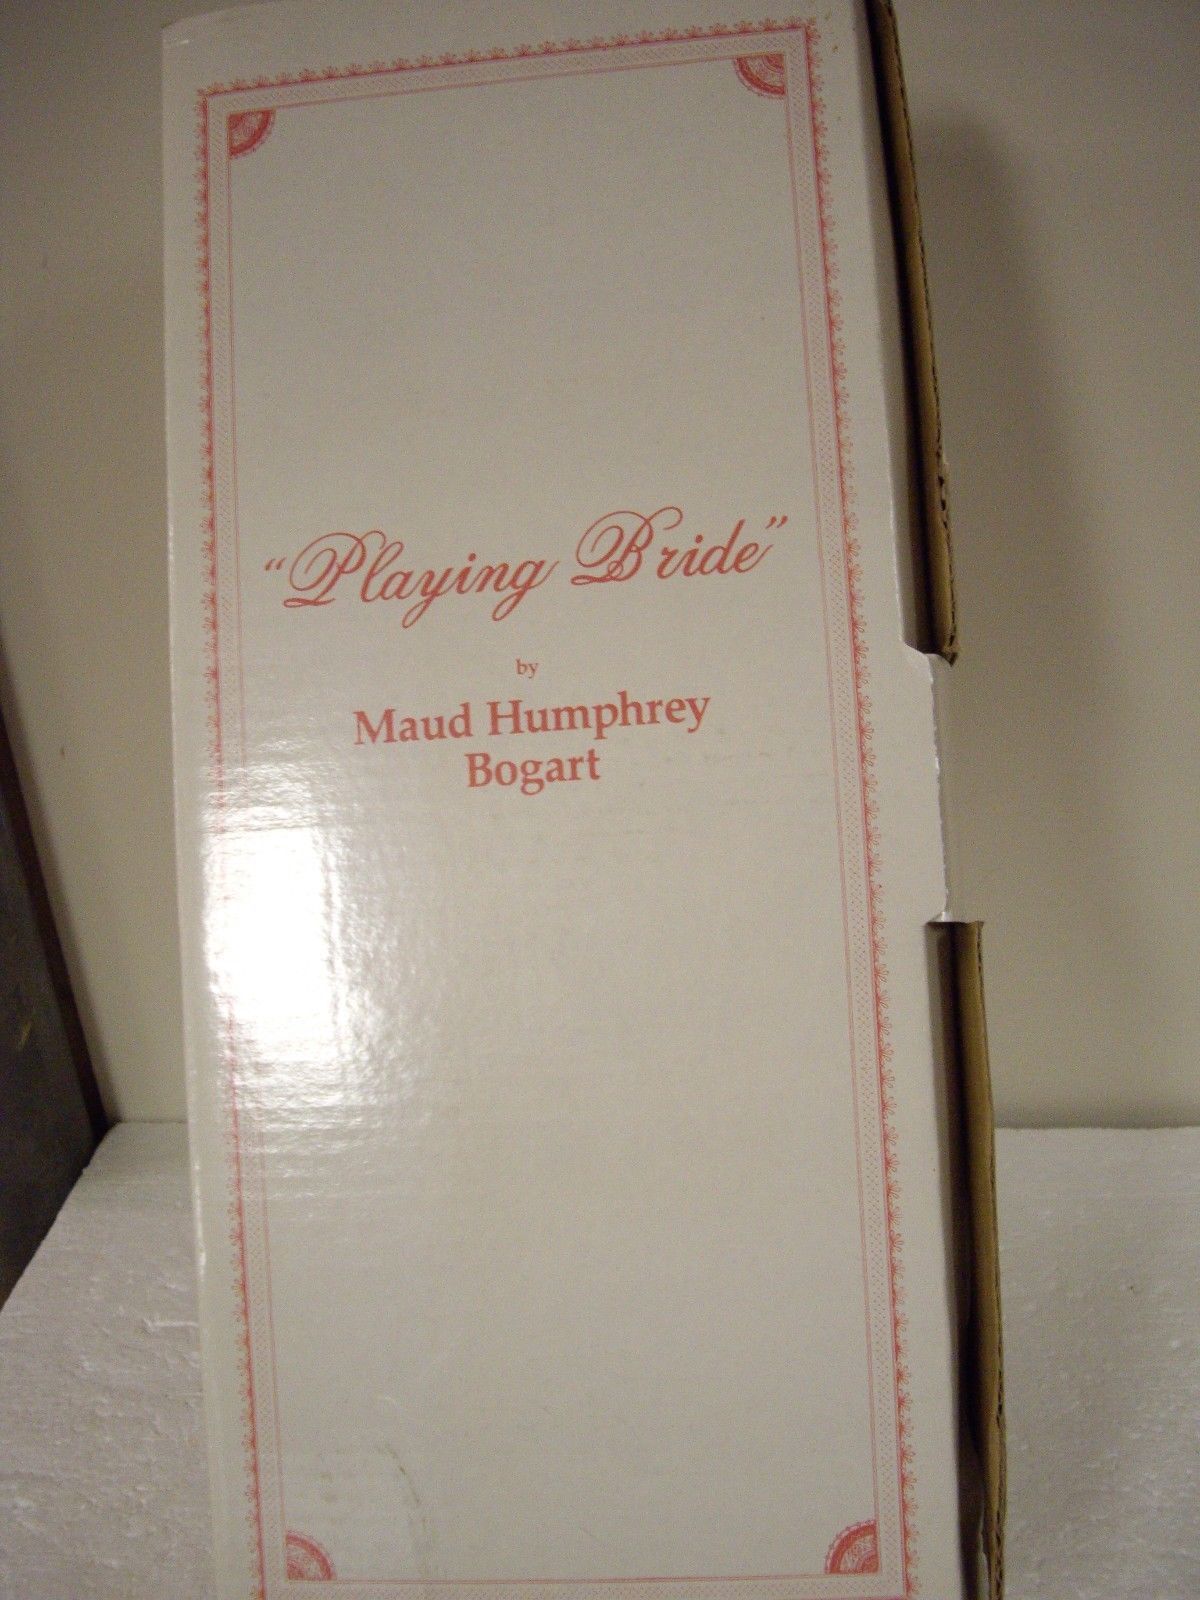 “Playing Bride”
by
Maud Humphrey
Bogart